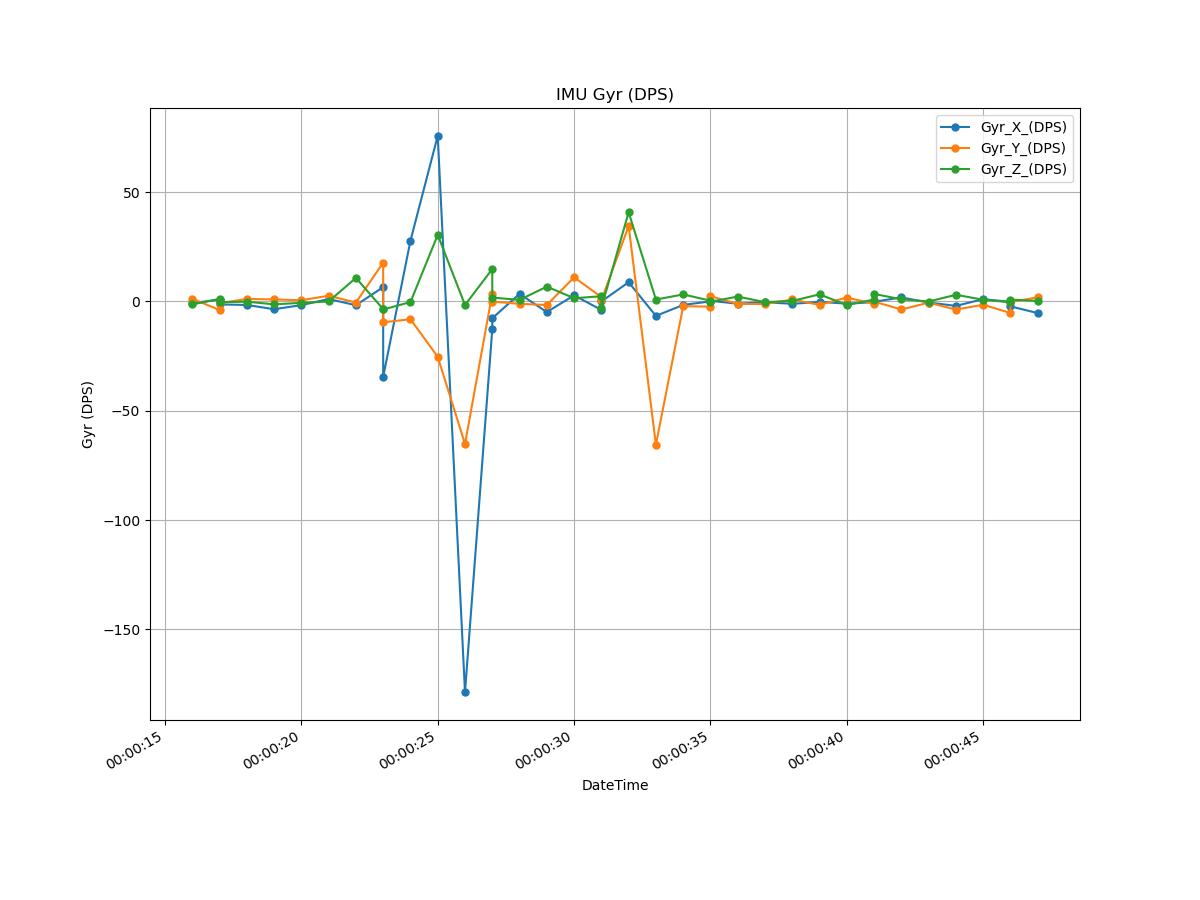 IMU Gyr (DPS)
Gyr_X_(DPS)
Gyr_Y_(DPS)
Gyr_Z_(DPS)
50
0
−50
−100
−150
Gyr (DPS)
00:00:15
00:00:20
00:00:25
00:00:30
00:00:35
00:00:40
00:00:45
DateTime